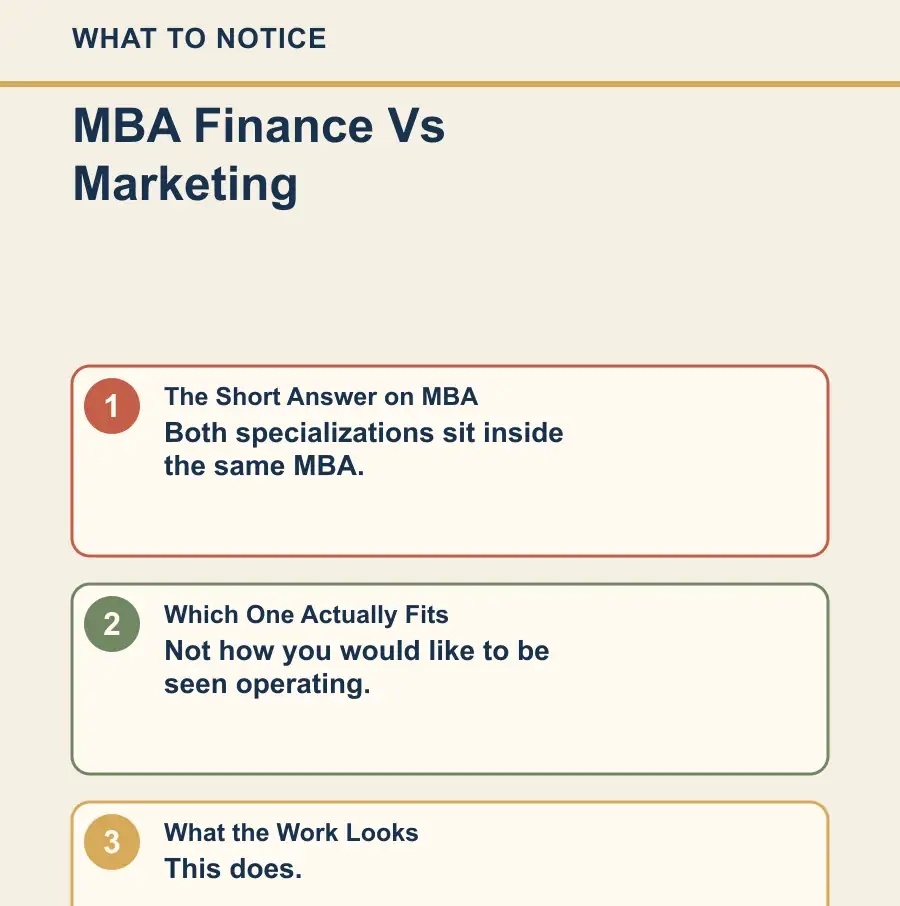 WHAT TO NOTICE
MBA Finance Vs
Marketing
1
The Short Answer on MBA
Both specializations sit inside
the same MBA.
2
Which One Actually Fits
Not how you would like to be
seen operating.
3
What the Work Looks
This does.